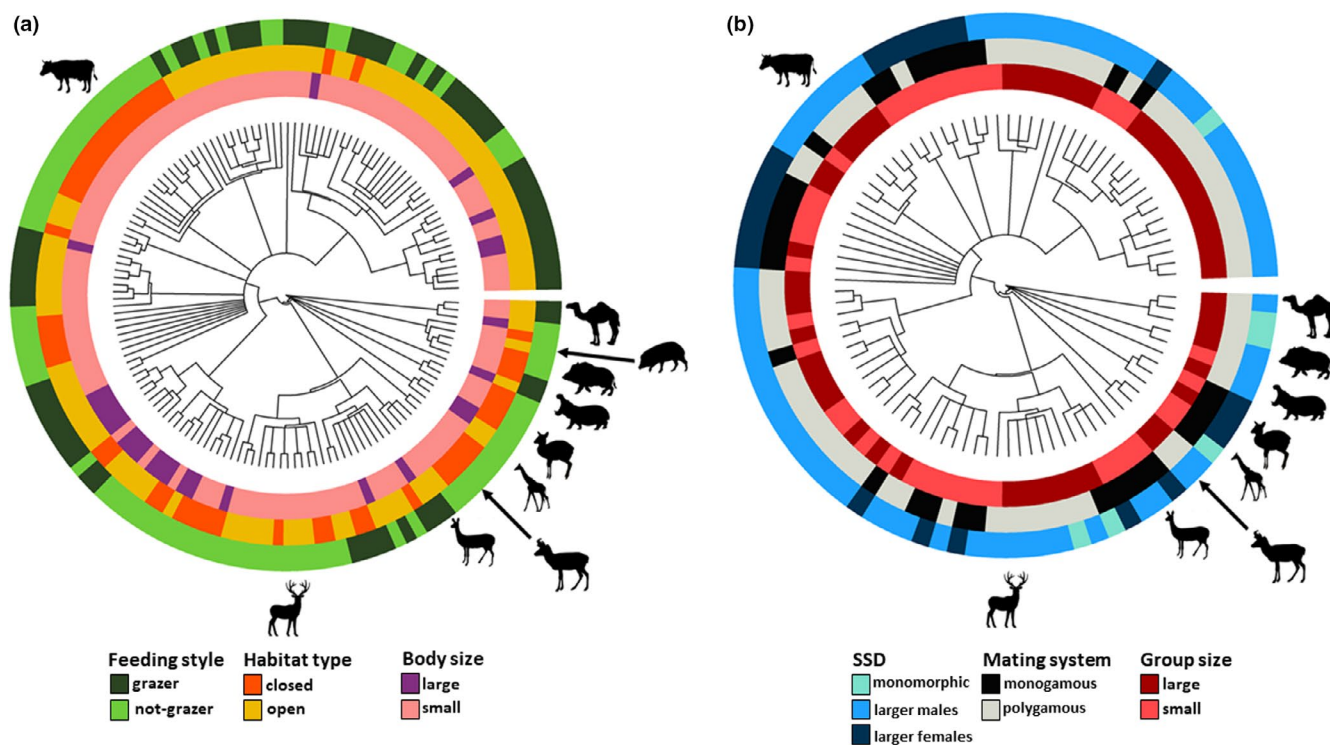 (a)
(b)
Feeding style
grazer
not-grazer
Habitat type
closed
open
Body size
large
small
SSD
monomorphic
larger males
larger females
Mating system
monogamous
polygamous
Group size
large
small